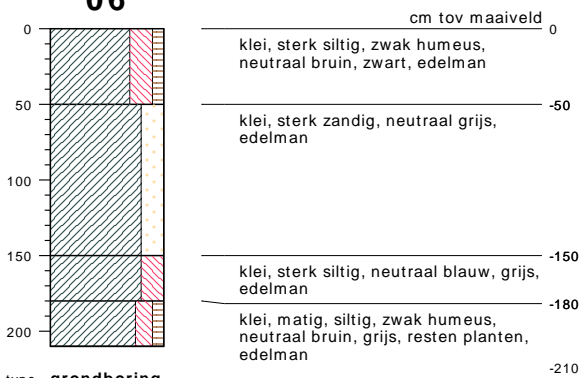 06
cm tov maaiveld
0
0
klei, sterk siltig, zwak humeus,
neutraal bruin, zwart, edelman
50
-50
klei, sterk zandig, neutraal grijs,
edelman
100
150
-150
klei, sterk siltig, neutraal blauw, grijs,
edelman
-180
klei, matig, siltig, zwak humeus,
neutraal bruin, grijs, resten planten,
edelman
200
-210
type grondboring